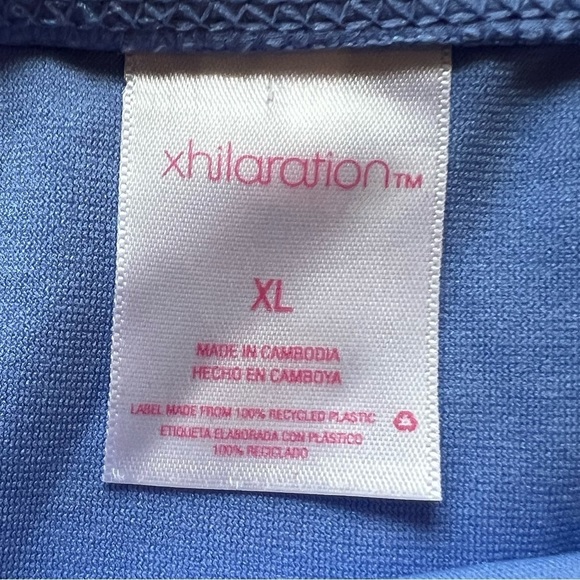 xhilaration™
XL
MADE IN CAMBODIA
HECHO EN CAMBOYA
LABEL MADE FROM 100% RECYCLED PLASTIC
ETIQUETA ELABORADA CON PLÁSTICO
100% RECICLADO